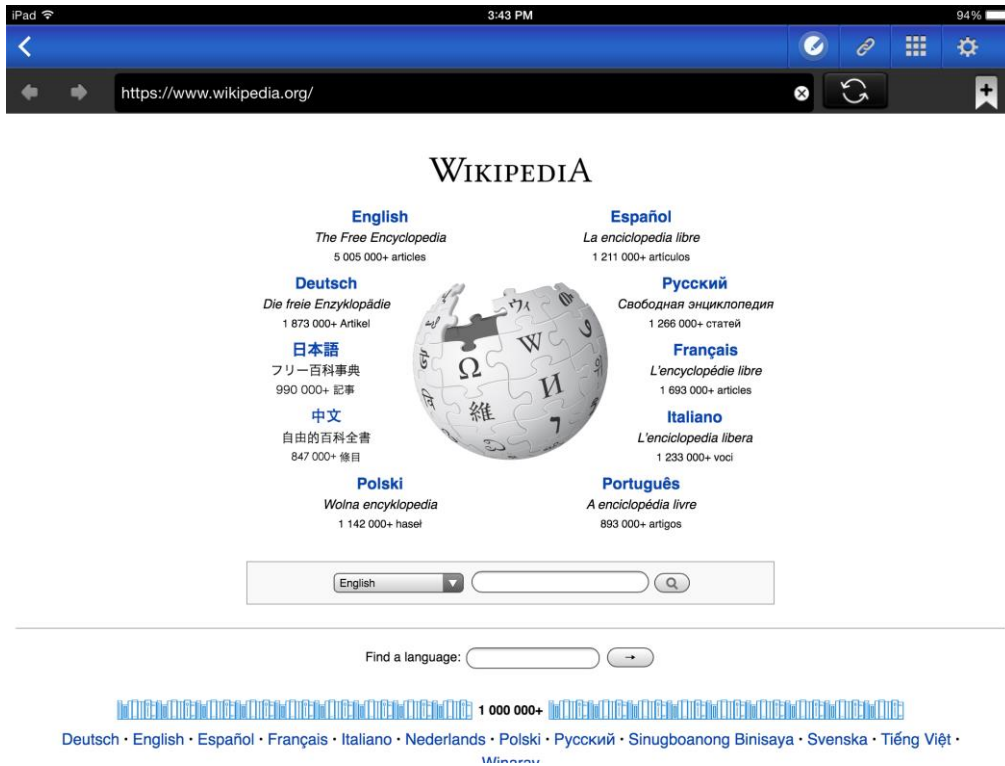 iPad 3:43 PM 94%
https://www.wikipedia.org/
WIKIPEDIA
English
The Free Encyclopedia
5 005 000+ articles
Español
La enciclopedia libre
1 211 000+ artículos
Deutsch
Die freie Enzyklopädie
1 873 000+ Artikel
Русский
Свободная энциклопедия
1 266 000+ статей
日本語
フリー百科事典
990 000+ 記事
Français
L'encyclopédie libre
1 693 000+ articles
中文
自由的百科全書
847 000+ 條目
Italiano
L'enciclopedia libera
1 233 000+ voci
Polski
Wolna encyklopedia
1 142 000+ haseł
Português
A enciclopédia livre
893 000+ artigos
Ω W И 維 ウィ 7
English
Find a language: →
1 000 000+
Deutsch · English · Español · Français · Italiano · Nederlands · Polski · Русский · Sinugboanong Binisaya · Svenska · Tiếng Việt ·
Winaray